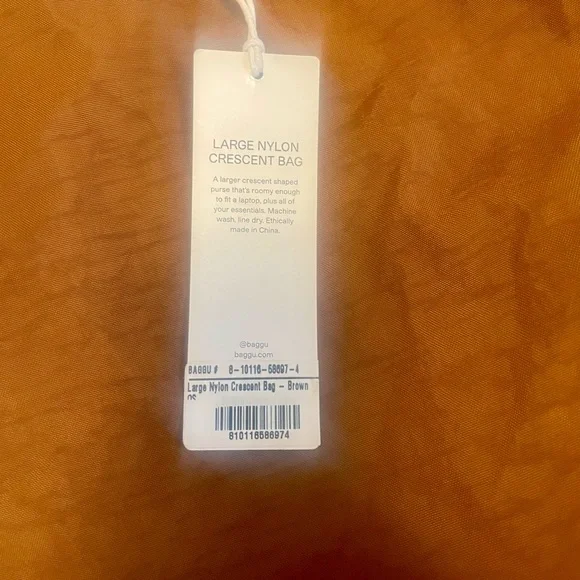 LARGE NYLON
CRESCENT BAG
A larger crescent shaped
purse that's roomy enough
to fit a laptop, plus all of
your essentials. Machine
wash, line dry. Ethically
made in China.
@baggu
baggu.com
BAGGU # 8-10116-58697-4
Large Nylon Crescent Bag - Brown
OS
810116586974